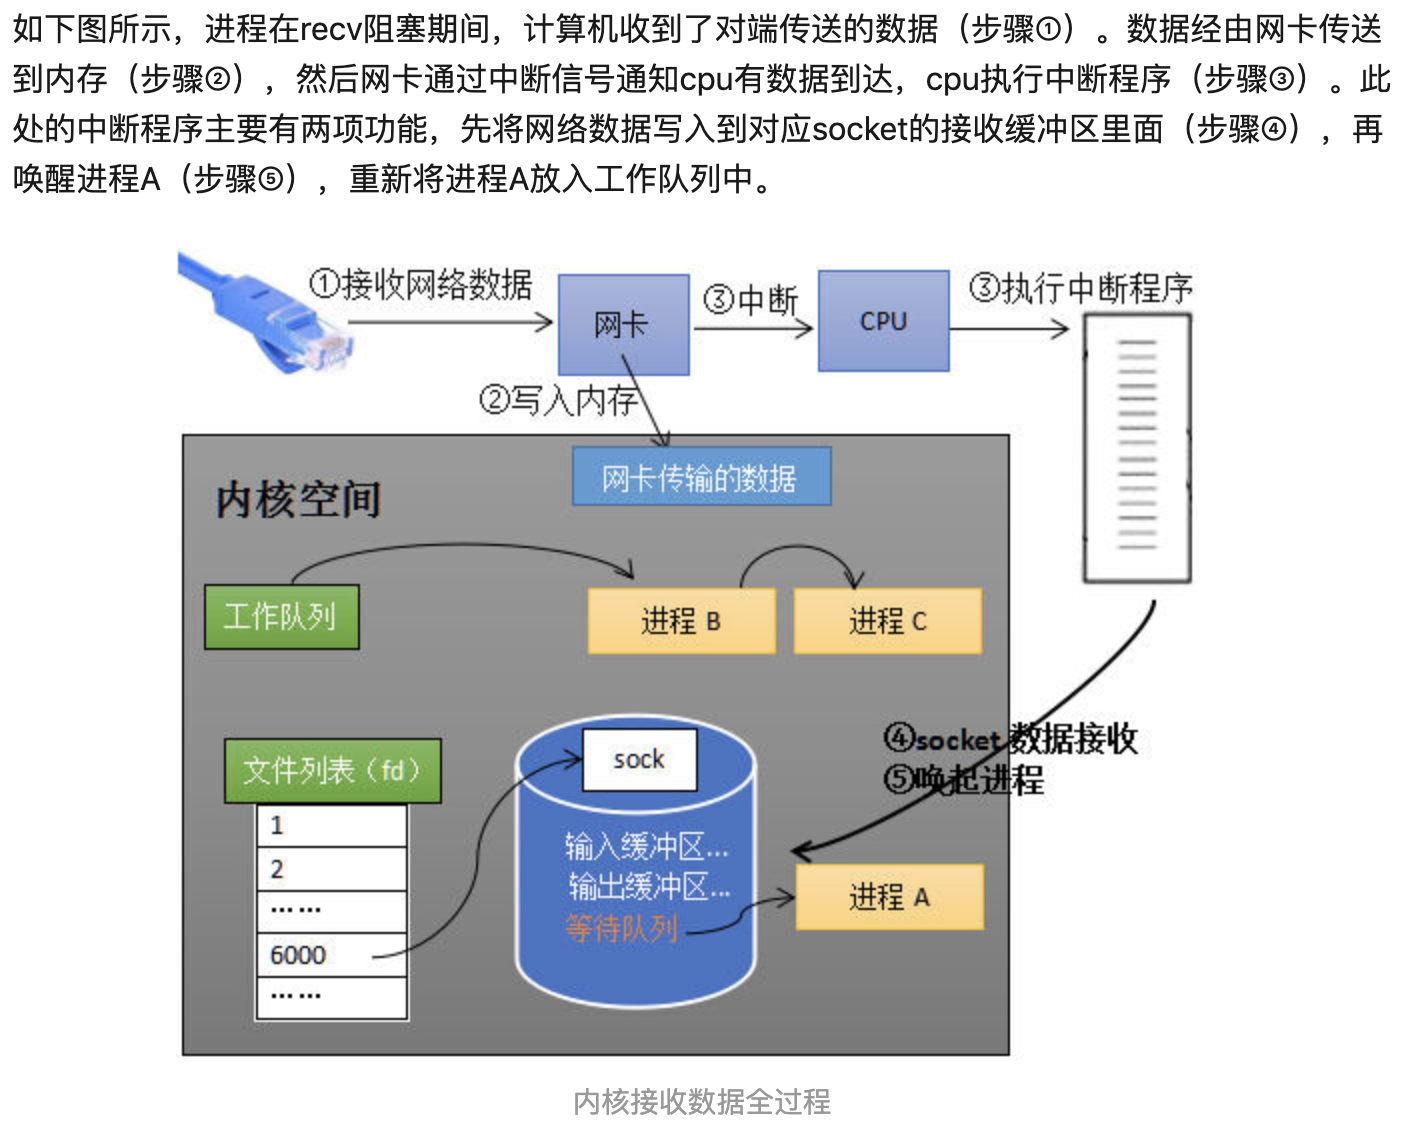 如下图所示，进程在recv阻塞期间，计算机收到了对端传送的数据（步骤①）。数据经由网卡传送
到内存（步骤②），然后网卡通过中断信号通知cpu有数据到达，cpu执行中断程序（步骤③）。此
处的中断程序主要有两项功能，先将网络数据写入到对应socket的接收缓冲区里面（步骤④），再
唤醒进程A（步骤⑤），重新将进程A放入工作队列中。
①接收网络数据
网卡
③中断
CPU
③执行中断程序
②写入内存
网卡传输的数据
内核空间
工作队列
进程 B
进程 C
④socket 数据接收
⑤唤起进程
文件列表（fd）
1
2
……
6000
……
sock
输入缓冲区...
输出缓冲区...
等待队列
进程 A
内核接收数据全过程